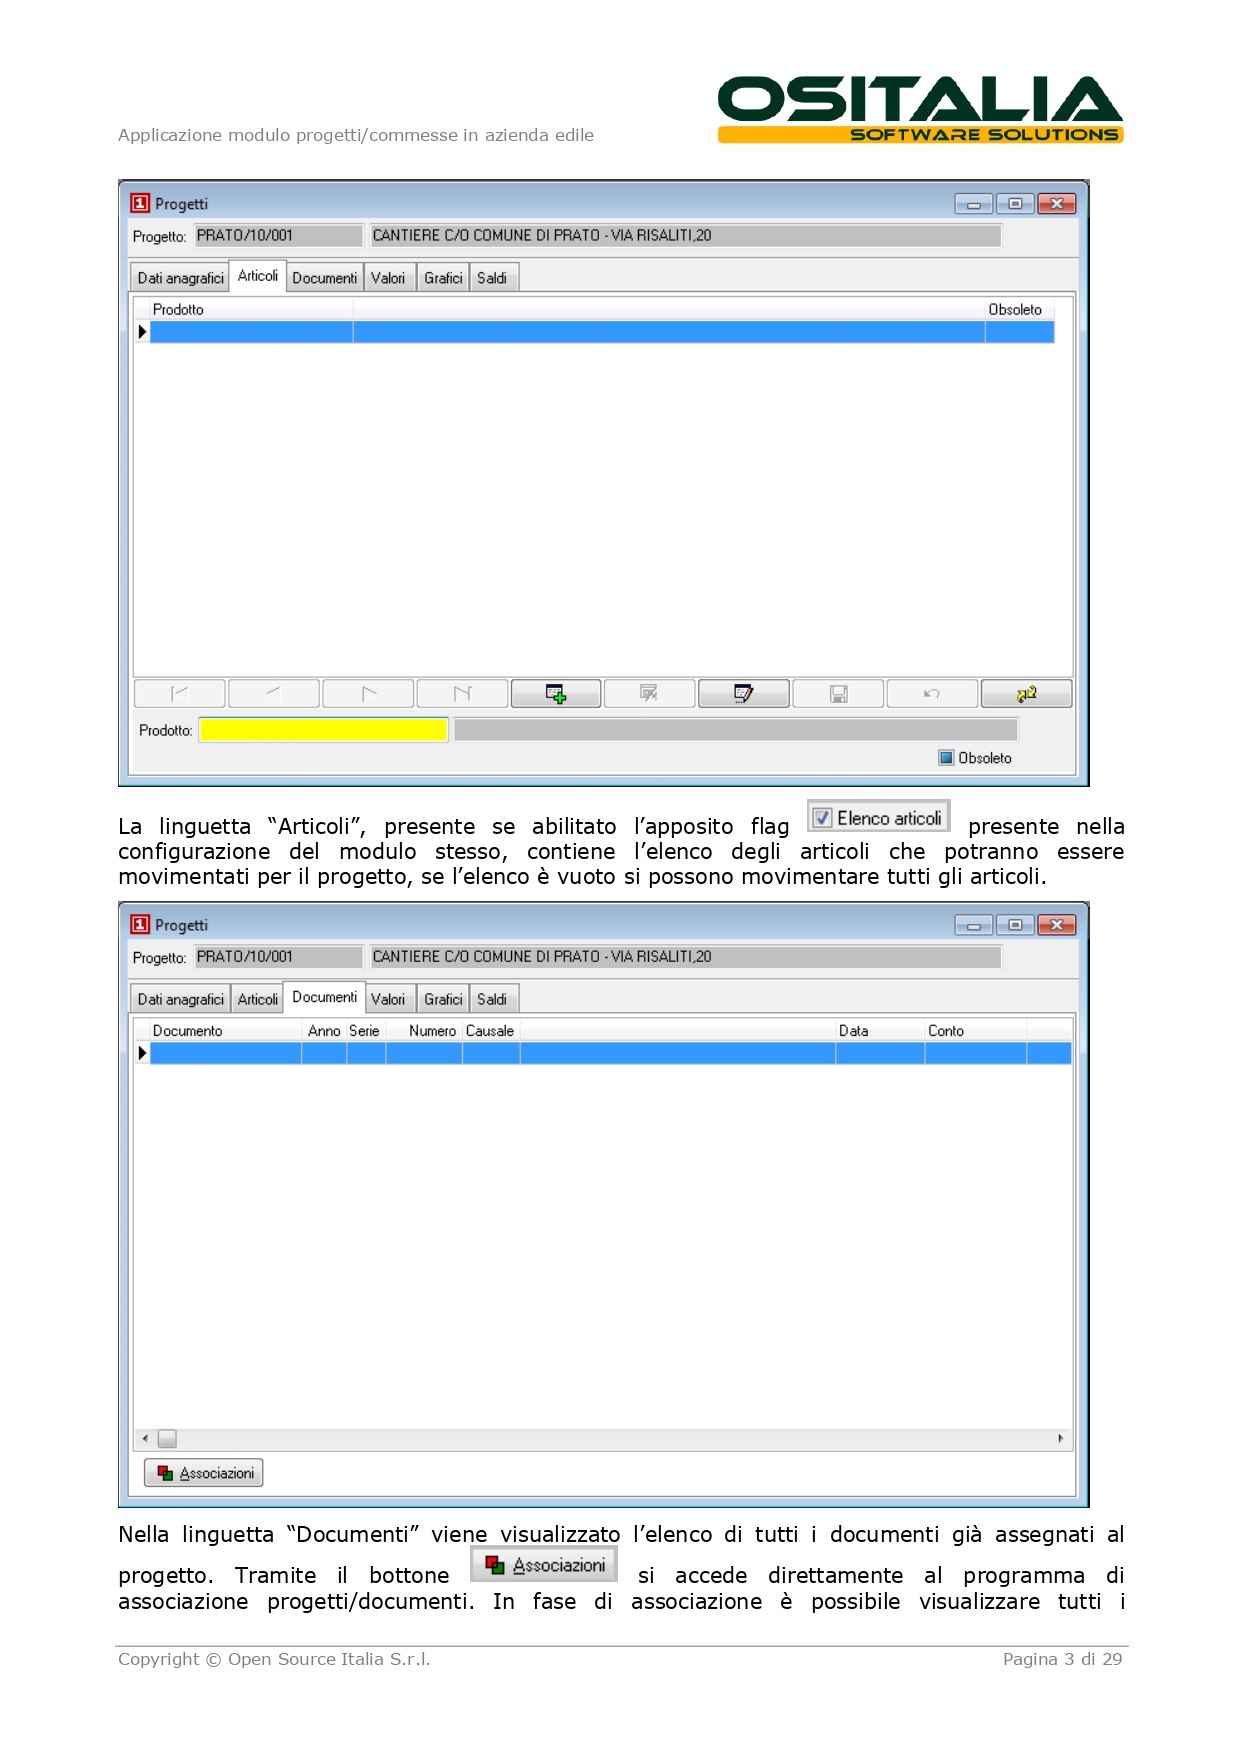 OSITALIA
SOFTWARE SOLUTIONS
Applicazione modulo progetti/commesse in azienda edile
1 Progetti
Progetto: PRATO/10/001 CANTIERE C/O COMUNE DI PRATO - VIA RISALITI,20
Dati anagrafici Articoli Documenti Valori Grafici Saldi
Prodotto Obsoleto
Prodotto:
Obsoleto
La linguetta “Articoli”, presente se abilitato l’apposito flag Elenco articoli presente nella
configurazione del modulo stesso, contiene l’elenco degli articoli che potranno essere
movimentati per il progetto, se l’elenco è vuoto si possono movimentare tutti gli articoli.
1 Progetti
Progetto: PRATO/10/001 CANTIERE C/O COMUNE DI PRATO - VIA RISALITI,20
Dati anagrafici Articoli Documenti Valori Grafici Saldi
Documento Anno Serie Numero Causale Data Conto
Associazioni
Nella linguetta “Documenti” viene visualizzato l’elenco di tutti i documenti già assegnati al
progetto. Tramite il bottone Associazioni si accede direttamente al programma di
associazione progetti/documenti. In fase di associazione è possibile visualizzare tutti i
Copyright © Open Source Italia S.r.l. Pagina 3 di 29